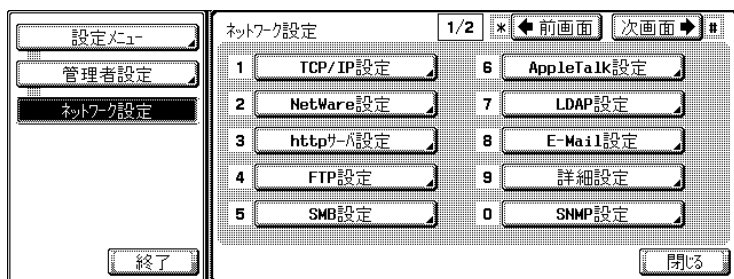 設定メニュー
管理者設定
ネットワーク設定
終了
ネットワーク設定 1/2 * 前画面 次画面 #
1 TCP/IP設定 6 AppleTalk設定
2 NetWare設定 7 LDAP設定
3 httpサーバ設定 8 E-Mail設定
4 FTP設定 9 詳細設定
5 SMB設定 0 SNMP設定
閉じる